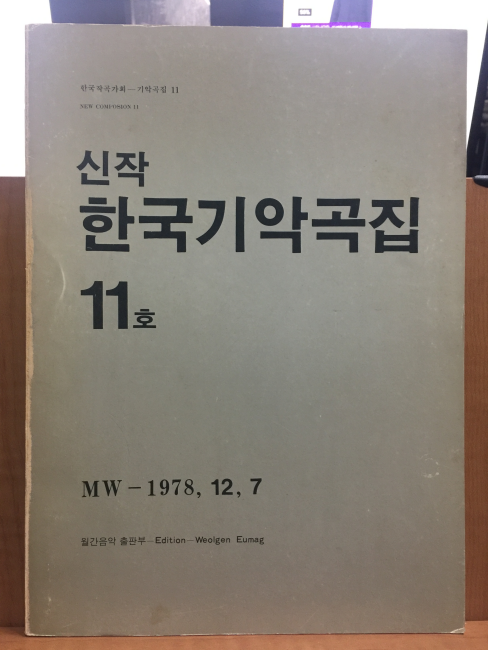 한국작곡가회—기악곡집 11
NEW COMPOSION 11
신작
한국기악곡집
11호
MW－1978, 12, 7
월간음악 출판부—Edition—Weolgen Eumag